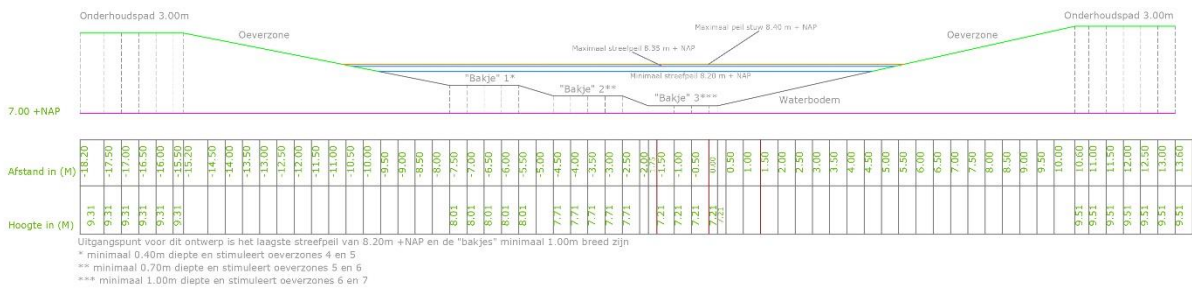 Onderhoudspad 3.00m
Onderhoudspad 3.00m
Oeverzone
Maximaal peil stuw 8.40 m + NAP
Oeverzone
Maximaal streefpeil 8.35 m + NAP
Minimaal streefpeil 8.20 m + NAP
"Bakje" 1*
"Bakje" 2**
"Bakje" 3***
Waterbodem
7.00 +NAP
Afstand in (M) -18.20 -17.50 -17.00 -16.50 -16.00 -15.50 -15.20 -14.50 -14.00 -13.50 -13.00 -12.50 -12.00 -11.50 -11.00 -10.50 -10.00 -9.50 -9.00 -8.50 -8.00 -7.50 -7.00 -6.50 -6.00 -5.50 -5.00 -4.50 -4.00 -3.50 -3.00 -2.50 -2.00 -1.50 -1.00 -0.50 0.00 0.50 1.00 1.50 2.00 2.50 3.00 3.50 4.00 4.50 5.00 5.50 6.00 6.50 7.00 7.50 8.00 8.50 9.00 9.50 10.00 10.60 11.00 11.50 12.00 12.50 13.00 13.60
Hoogte in (M) 9.31 9.31 9.31 9.31 9.31 9.31 8.01 8.01 8.01 8.01 8.01 7.71 7.71 7.71 7.71 7.71 7.21 7.21 7.21 7.21 7.21 9.51 9.51 9.51 9.51 9.51 9.51 9.51
Uitgangspunt voor dit ontwerp is het laagste streefpeil van 8.20m +NAP en de "bakjes" minimaal 1.00m breed zijn
* minimaal 0.40m diepte en stimuleert oeverzones 4 en 5
** minimaal 0.70m diepte en stimuleert oeverzones 5 en 6
*** minimaal 1.00m diepte en stimuleert oeverzones 6 en 7